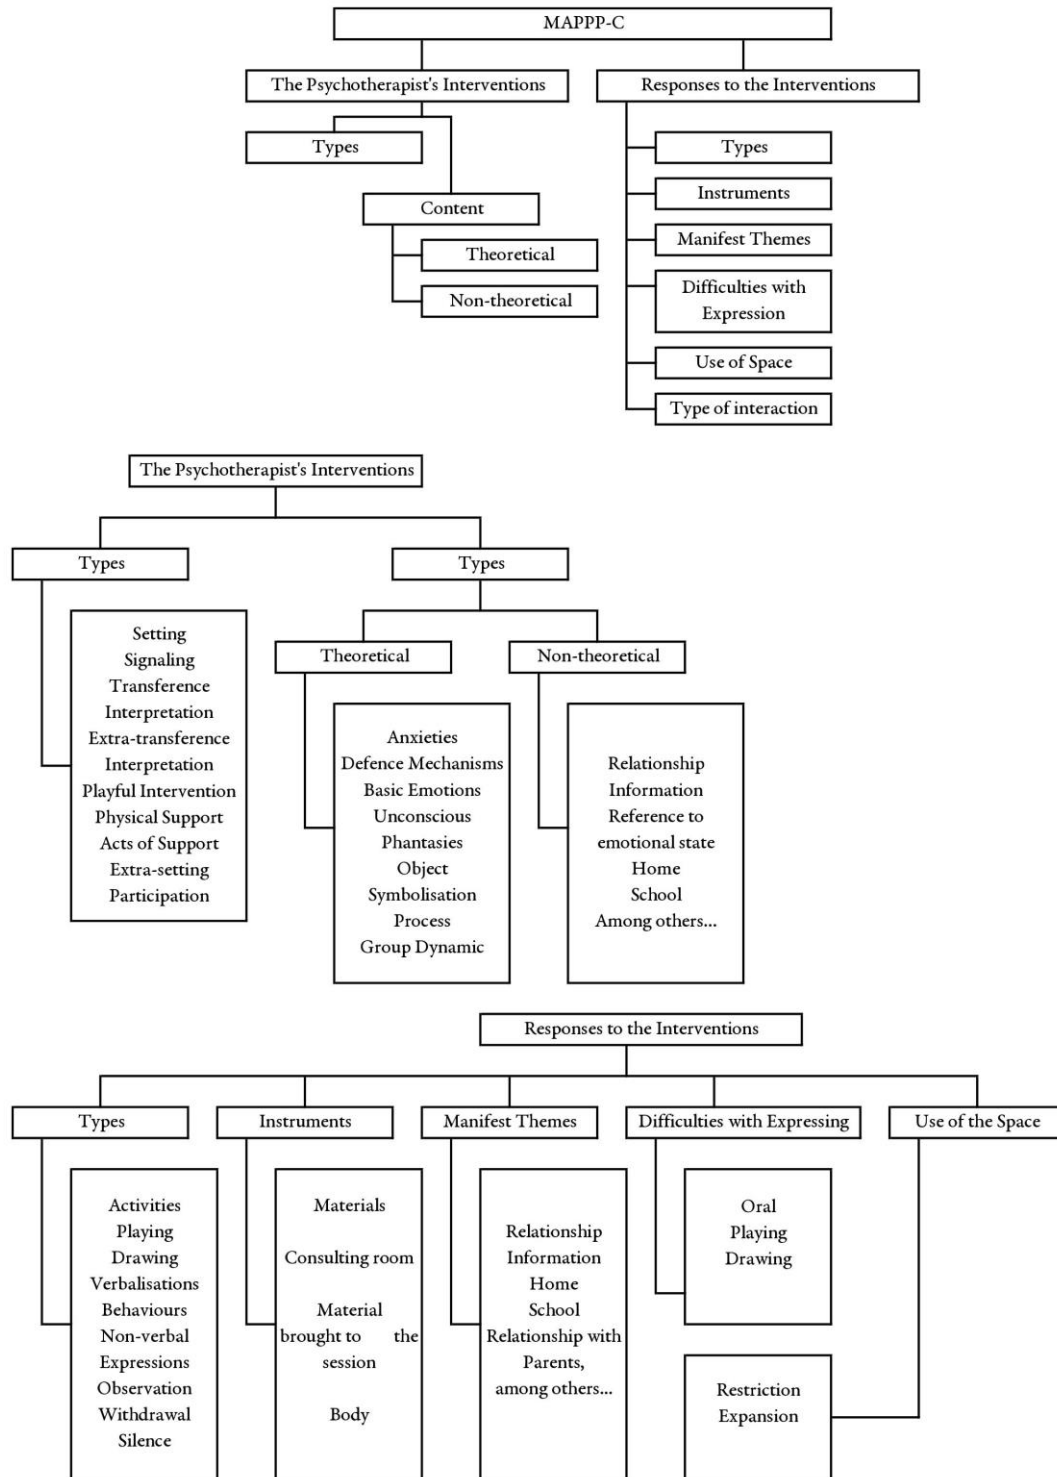 MAPPP-C
The Psychotherapist's Interventions
Responses to the Interventions
Types
Content
Theoretical
Non-theoretical
Types
Instruments
Manifest Themes
Difficulties with
Expression
Use of Space
Type of interaction
The Psychotherapist's Interventions
Types
Setting
Signaling
Transference
Interpretation
Extra-transference
Interpretation
Playful Intervention
Physical Support
Acts of Support
Extra-setting
Participation
Types
Theoretical
Anxieties
Defence Mechanisms
Basic Emotions
Unconscious
Phantasies
Object
Symbolisation
Process
Group Dynamic
Non-theoretical
Relationship
Information
Reference to
emotional state
Home
School
Among others...
Responses to the Interventions
Types
Activities
Playing
Drawing
Verbalisations
Behaviours
Non-verbal
Expressions
Observation
Withdrawal
Silence
Instruments
Materials
Consulting room
Material
brought to the
session
Body
Manifest Themes
Relationship
Information
Home
School
Relationship with
Parents,
among others...
Difficulties with Expressing
Oral
Playing
Drawing
Use of the Space
Restriction
Expansion